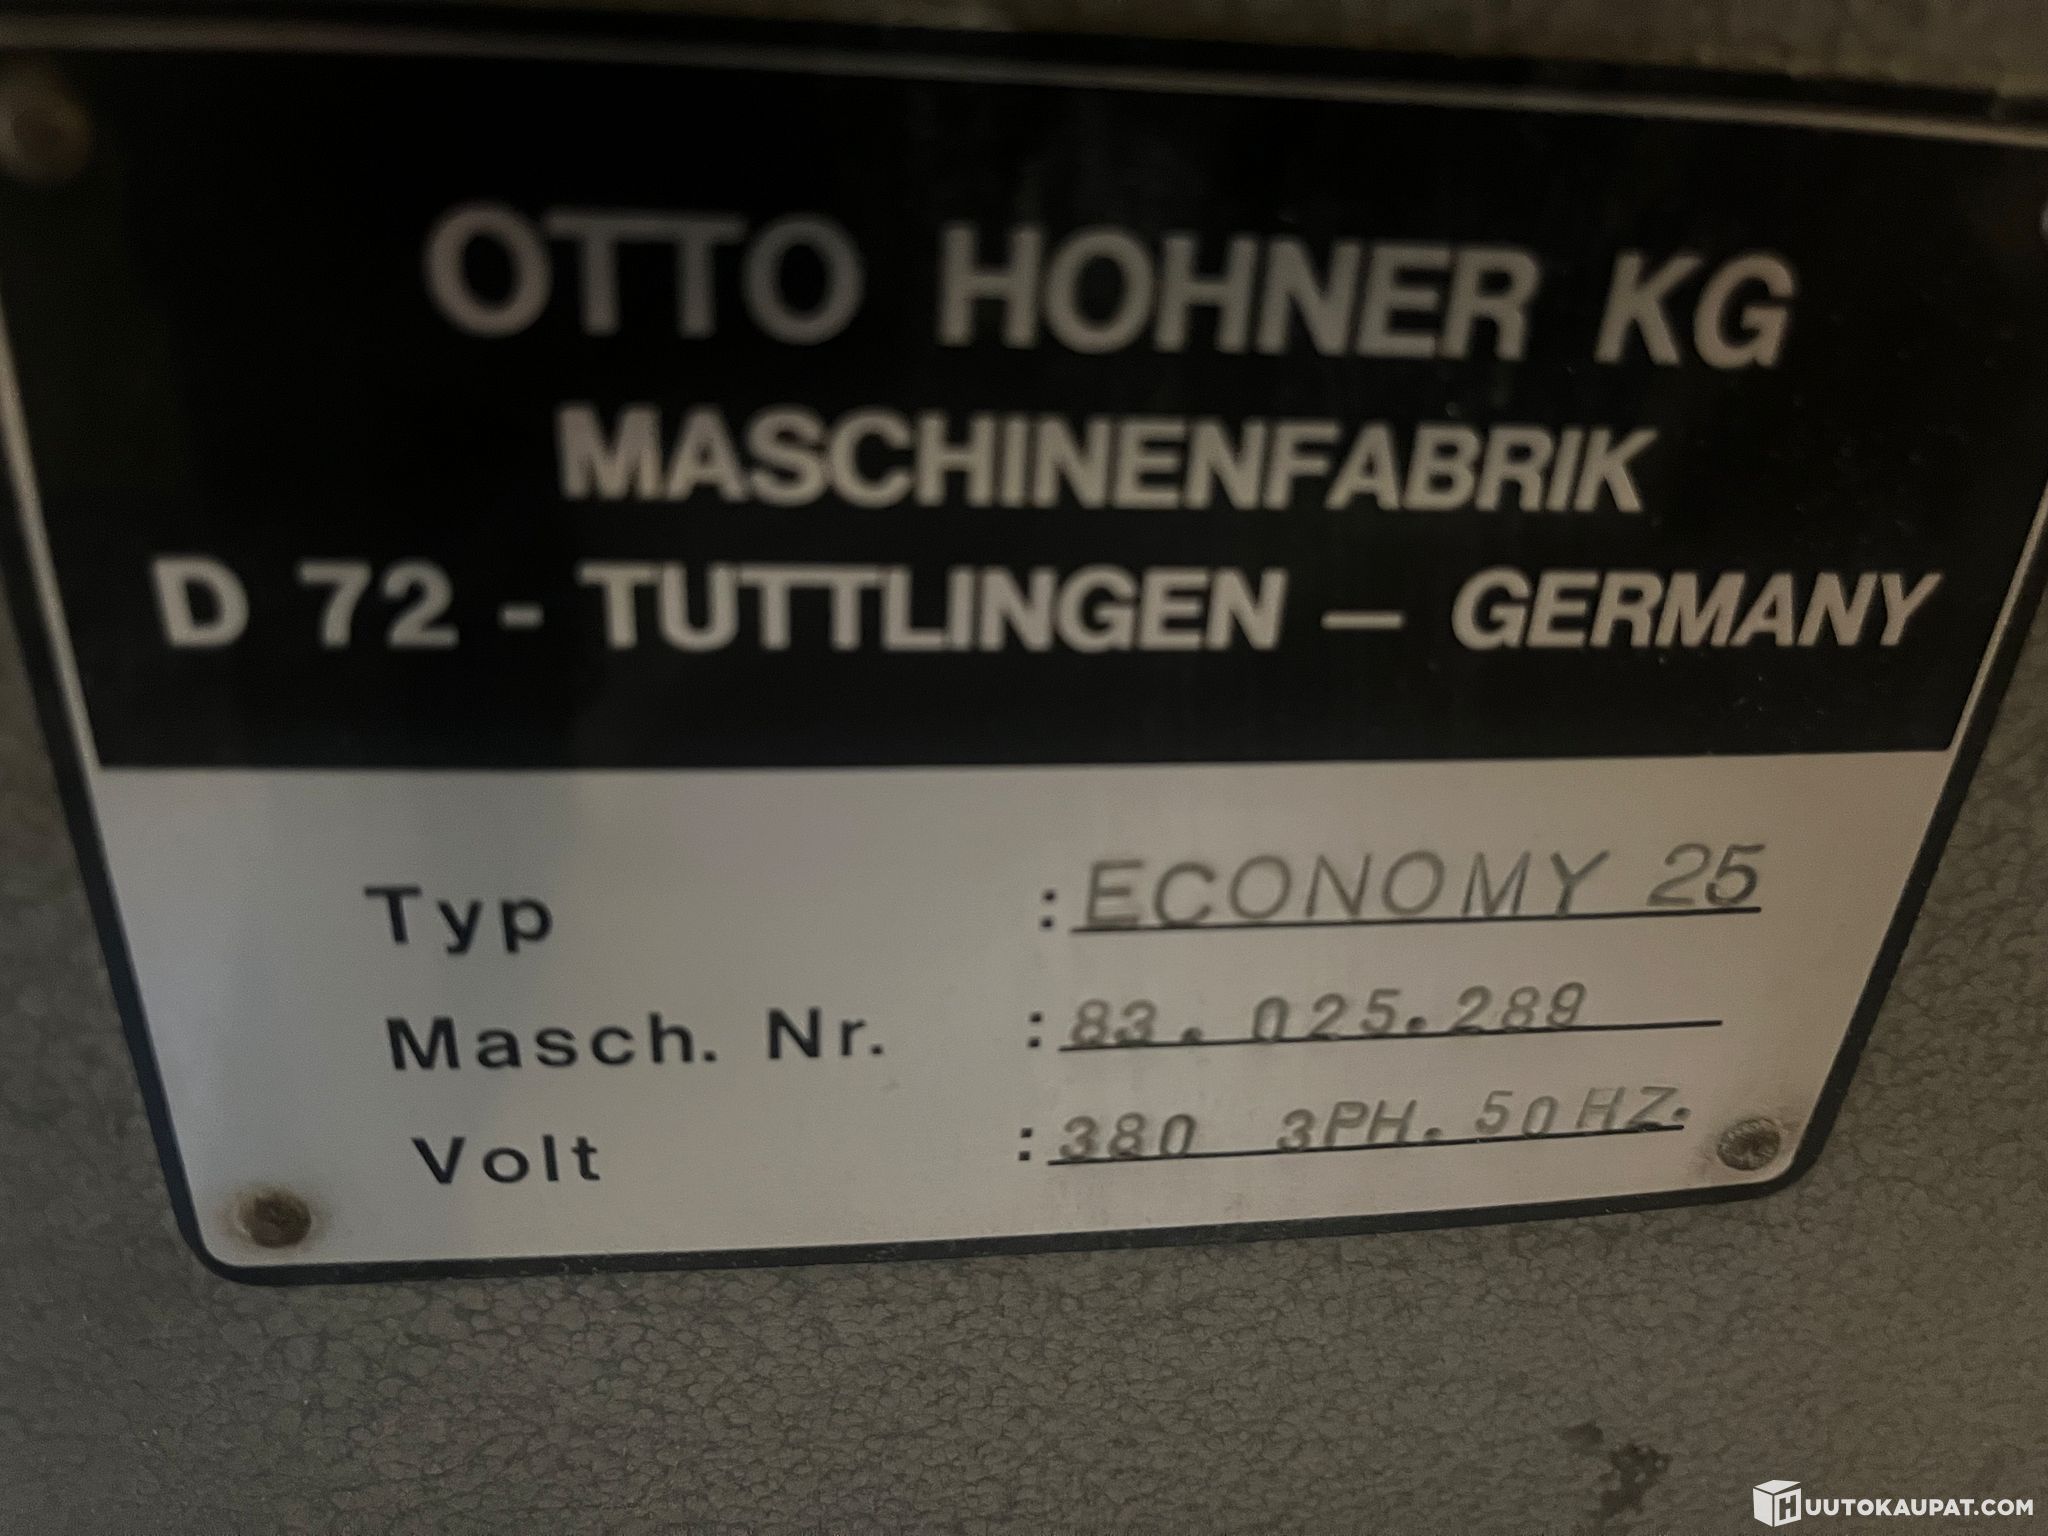 OTTO HOHNER KG
MASCHINENFABRIK
D 72 - TUTTLINGEN — GERMANY
Typ : ECONOMY 25
Masch. Nr. : 83. 025.289
Volt : 380 3PH. 50HZ.
HUUTOKAUPAT.COM